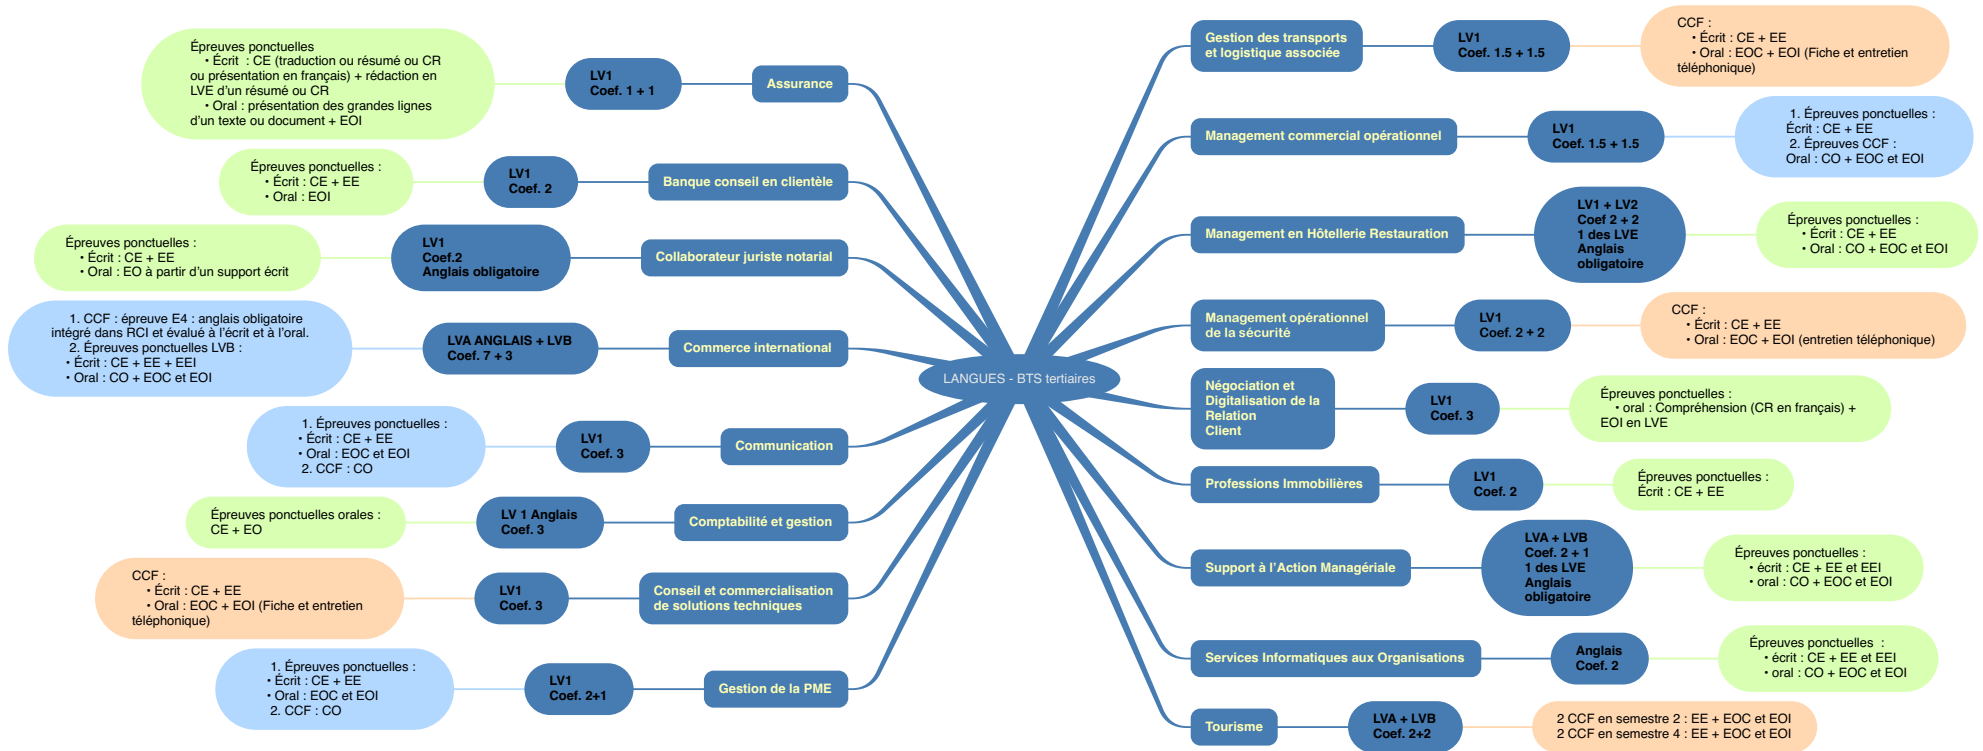 LANGUES - BTS tertiaires
Assurance
LV1
Coef. 1 + 1
Épreuves ponctuelles
• Écrit : CE (traduction ou résumé ou CR
ou présentation en français) + rédaction en
LVE d'un résumé ou CR
• Oral : présentation des grandes lignes
d'un texte ou document + EOI
Banque conseil en clientèle
LV1
Coef. 2
Épreuves ponctuelles :
• Écrit : CE + EE
• Oral : EOI
Collaborateur juriste notarial
LV1
Coef.2
Anglais obligatoire
Épreuves ponctuelles :
• Écrit : CE + EE
• Oral : EO à partir d'un support écrit
Commerce international
LVA ANGLAIS + LVB
Coef. 7 + 3
1. CCF : épreuve E4 : anglais obligatoire
intégré dans RCI et évalué à l'écrit et à l'oral.
2. Épreuves ponctuelles LVB :
• Écrit : CE + EE + EEI
• Oral : CO + EOC et EOI
Communication
LV1
Coef. 3
1. Épreuves ponctuelles :
• Écrit : CE + EE
• Oral : EOC et EOI
2. CCF : CO
Comptabilité et gestion
LV 1 Anglais
Coef. 3
Épreuves ponctuelles orales :
CE + EO
Conseil et commercialisation
de solutions techniques
LV1
Coef. 3
CCF :
• Écrit : CE + EE
• Oral : EOC + EOI (Fiche et entretien
téléphonique)
Gestion de la PME
LV1
Coef. 2+1
1. Épreuves ponctuelles :
• Écrit : CE + EE
• Oral : EOC et EOI
2. CCF : CO
Gestion des transports
et logistique associée
LV1
Coef. 1.5 + 1.5
CCF :
• Écrit : CE + EE
• Oral : EOC + EOI (Fiche et entretien
téléphonique)
Management commercial opérationnel
LV1
Coef. 1.5 + 1.5
1. Épreuves ponctuelles :
Écrit : CE + EE
2. Épreuves CCF :
Oral : CO + EOC et EOI
Management en Hôtellerie Restauration
LV1 + LV2
Coef 2 + 2
1 des LVE
Anglais
obligatoire
Épreuves ponctuelles :
• Écrit : CE + EE
• Oral : CO + EOC et EOI
Management opérationnel
de la sécurité
LV1
Coef. 2 + 2
CCF :
• Écrit : CE + EE
• Oral : EOC + EOI (entretien téléphonique)
Négociation et
Digitalisation de la
Relation
Client
LV1
Coef. 3
Épreuves ponctuelles :
• oral : Compréhension (CR en français) +
EOI en LVE
Professions Immobilières
LV1
Coef. 2
Épreuves ponctuelles :
Écrit : CE + EE
Support à l'Action Managériale
LVA + LVB
Coef. 2 + 1
1 des LVE
Anglais
obligatoire
Épreuves ponctuelles :
• écrit : CE + EE et EEI
• oral : CO + EOC et EOI
Services Informatiques aux Organisations
Anglais
Coef. 2
Épreuves ponctuelles :
• écrit : CE + EE et EEI
• oral : CO + EOC et EOI
Tourisme
LVA + LVB
Coef. 2+2
2 CCF en semestre 2 : EE + EOC et EOI
2 CCF en semestre 4 : EE + EOC et EOI